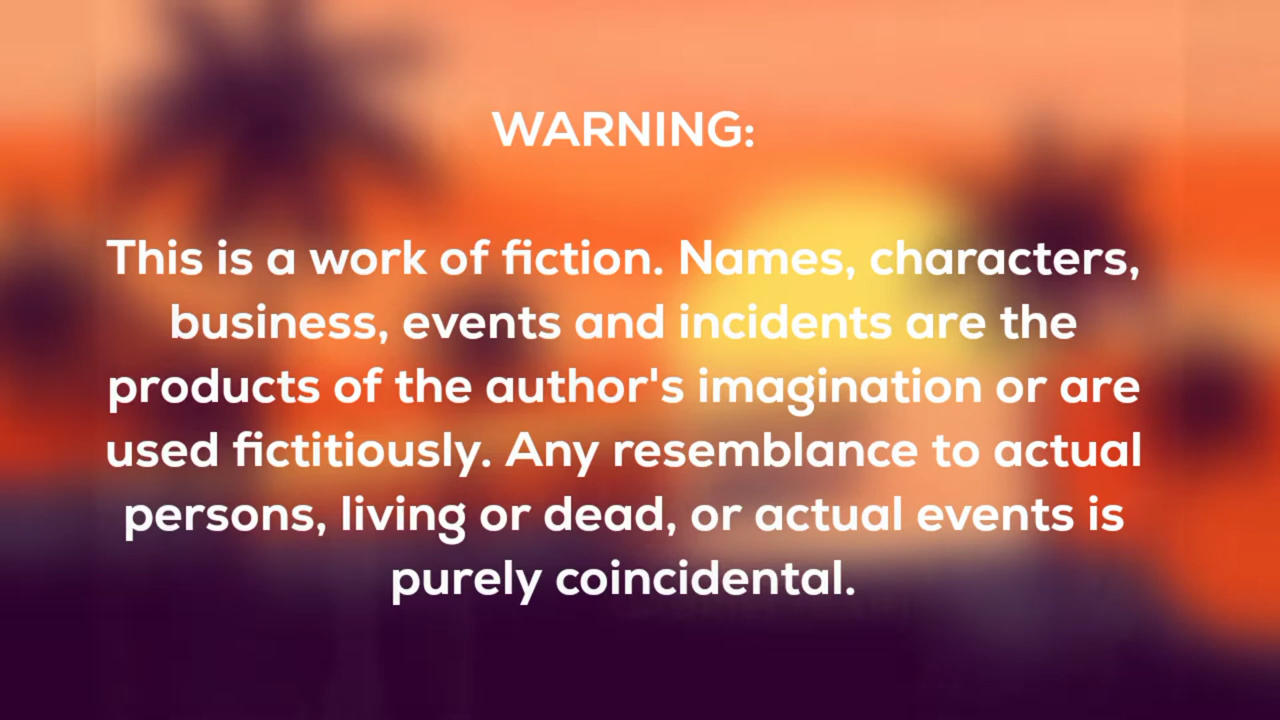 WARNING:
This is a work of fiction. Names, characters,
business, events and incidents are the
products of the author's imagination or are
used fictitiously. Any resemblance to actual
persons, living or dead, or actual events is
purely coincidental.